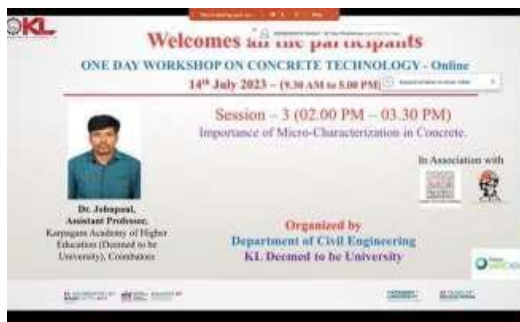 KL
Welcomes all the participants
ONE DAY WORKSHOP ON CONCRETE TECHNOLOGY - Online
14th July 2023 – (9.30 AM to 5.00 PM)
Session – 3 (02.00 PM – 03.30 PM)
Importance of Micro-Characterization in Concrete.
In Association with
Dr. Johnpaul,
Assistant Professor,
Karpagam Academy of Higher
Education (Deemed to be
University), Coimbatore
Organized by
Department of Civil Engineering
KL Deemed to be University